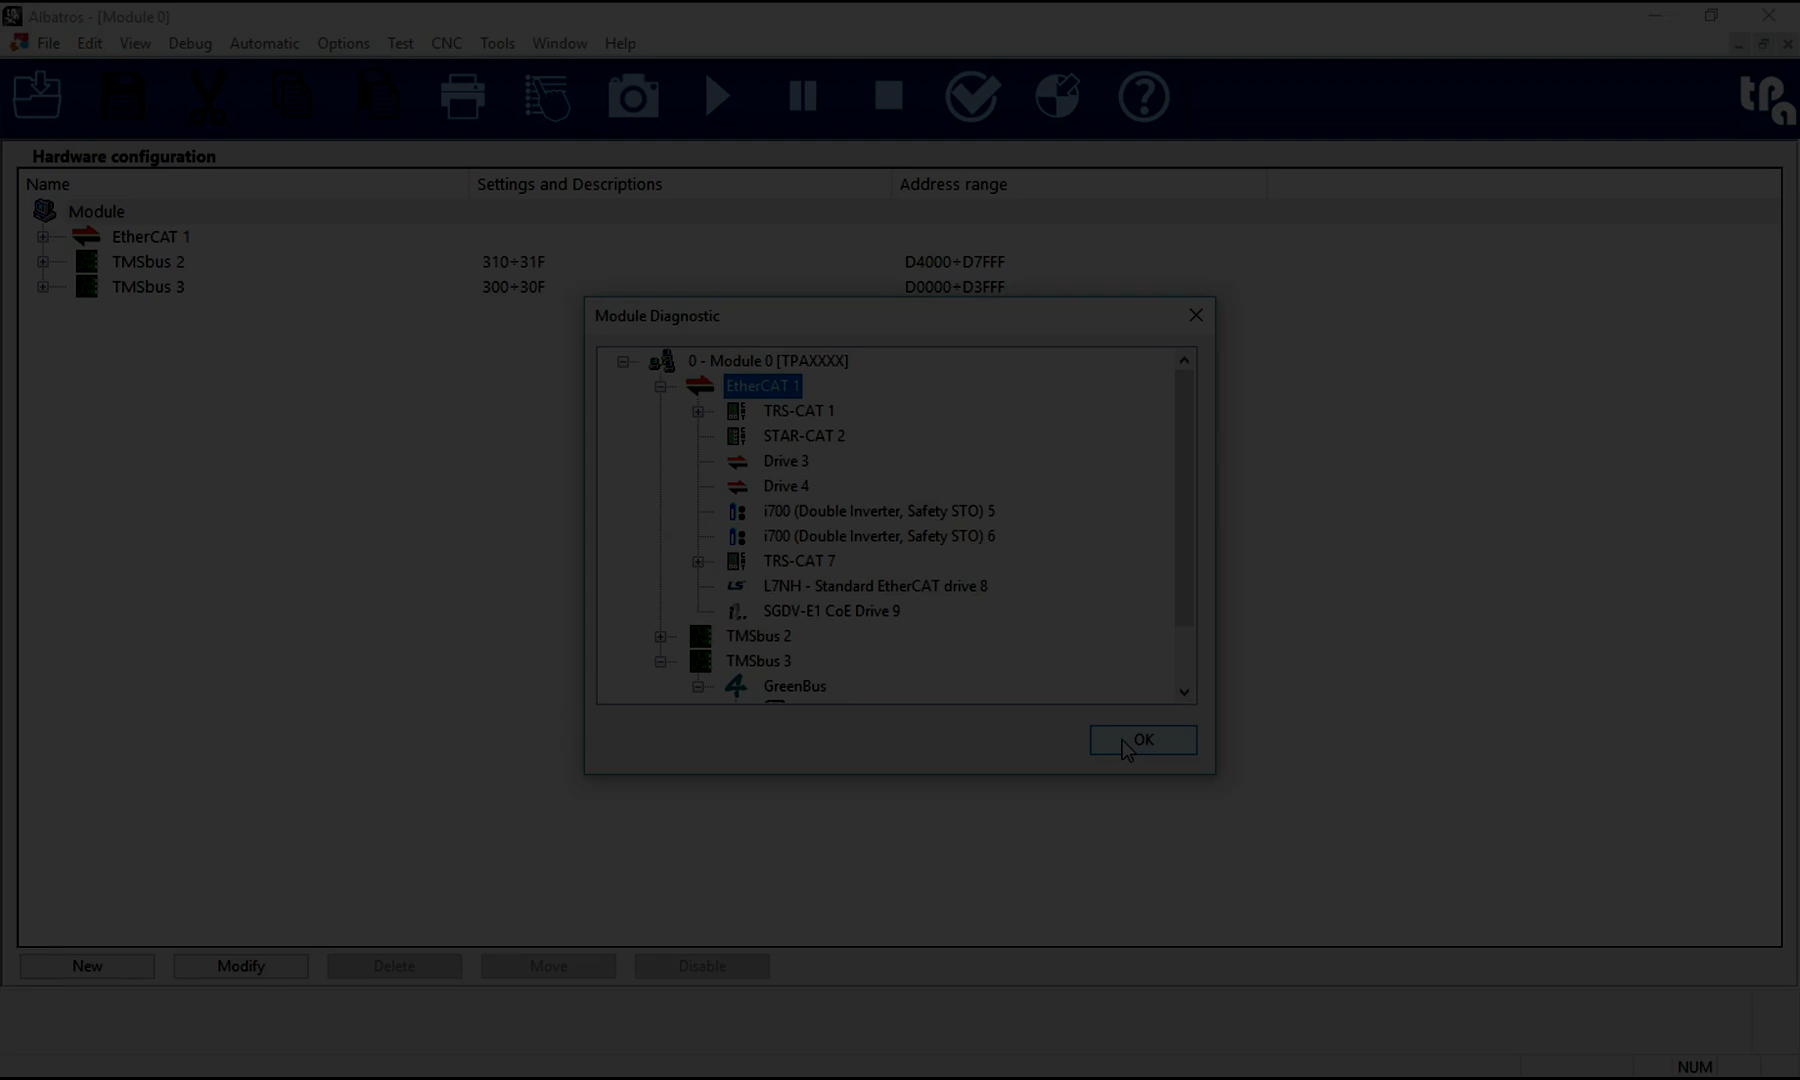 Albatros - [Module 0]
File Edit View Debug Automatic Options Test CNC Tools Window Help
tpa
Hardware configuration
Name Settings and Descriptions Address range
Module
EtherCAT 1
TMSbus 2 310÷31F D4000÷D7FFF
TMSbus 3 300÷30F D0000÷D3FFF
Module Diagnostic
0 - Module 0 [TPAXXXX]
EtherCAT 1
TRS-CAT 1
STAR-CAT 2
Drive 3
Drive 4
i700 (Double Inverter, Safety STO) 5
i700 (Double Inverter, Safety STO) 6
TRS-CAT 7
LS L7NH - Standard EtherCAT drive 8
SGDV-E1 CoE Drive 9
TMSbus 2
TMSbus 3
GreenBus
OK
New Modify Delete Move Disable
NUM